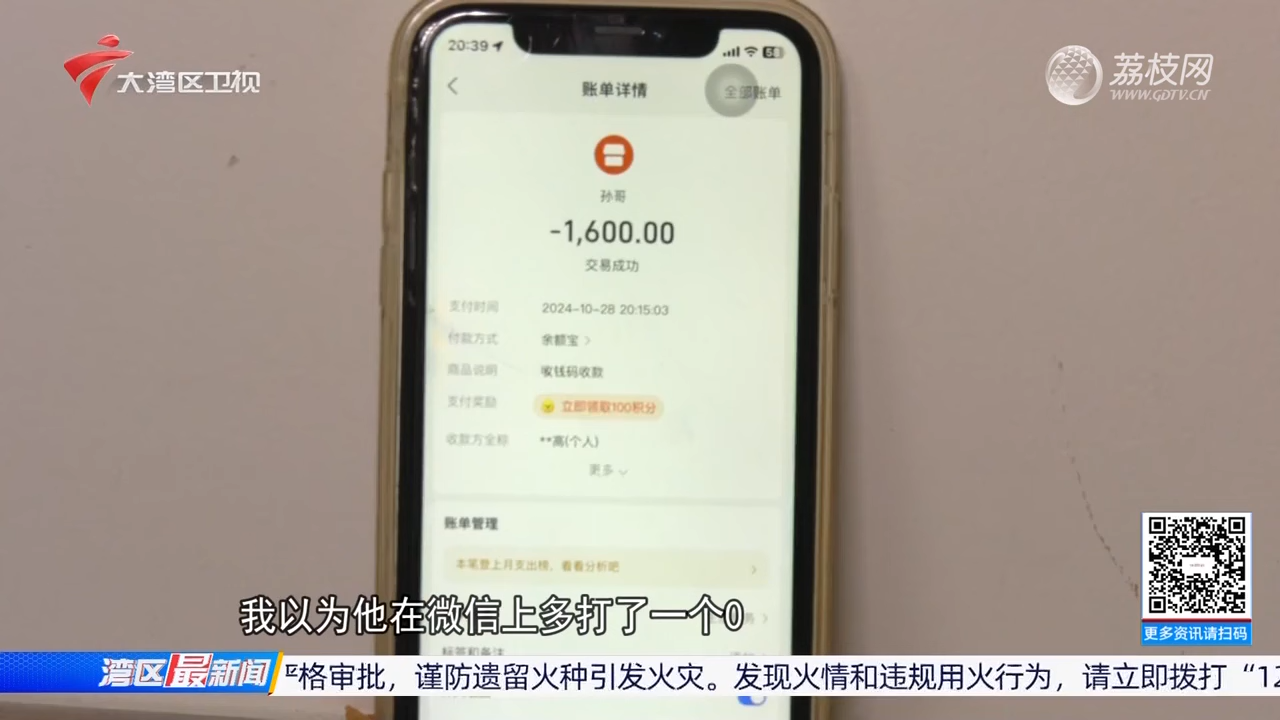 大湾区卫视
荔枝网
WWW.GDTV.CN
20:39
账单详情
全部账单
孙哥
-1,600.00
交易成功
支付时间 2024-10-28 20:15:03
付款方式 余额宝
商品说明 收钱码收款
支付奖励 立即领取100积分
收款方全称 **高(个人)
更多
账单管理
本笔登上月支出榜，看看分析吧
我以为他在微信上多打了一个0
标签和备注
更多资讯请扫码
湾区最新闻
格审批，谨防遗留火种引发火灾。发现火情和违规用火行为，请立即拨打“12